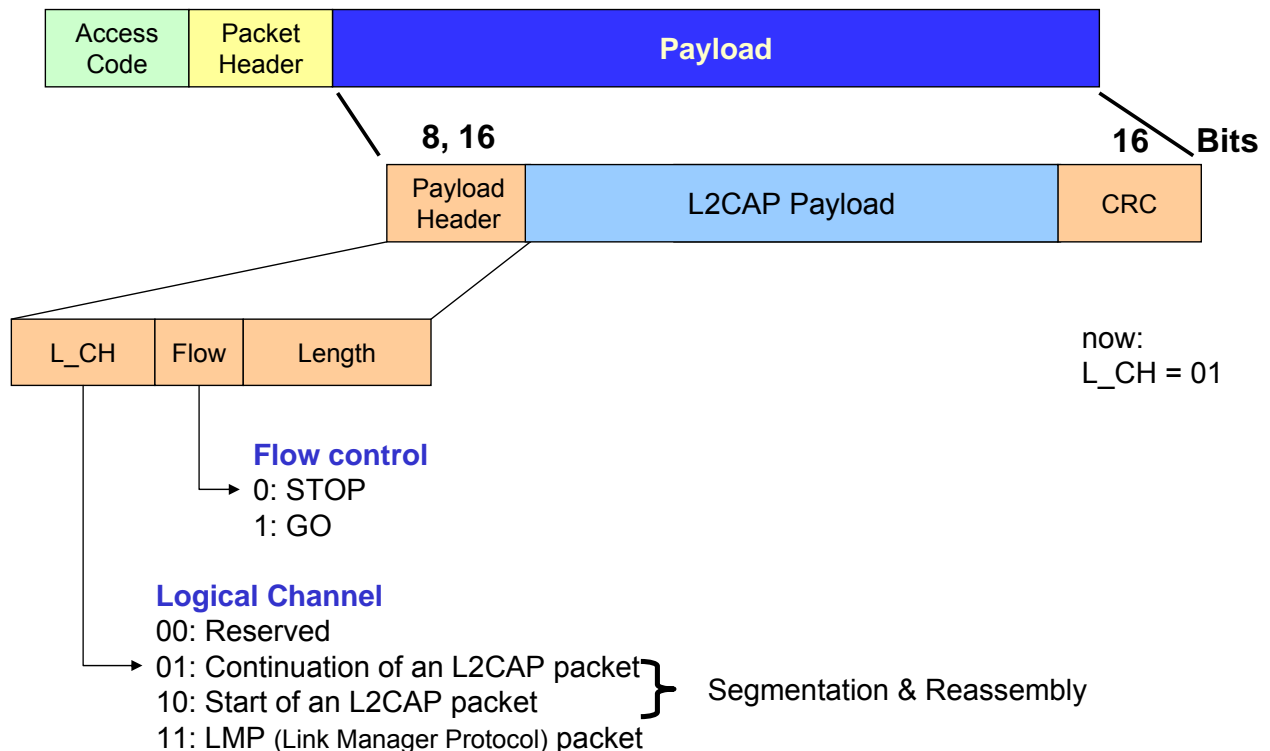 Access
Code
Packet
Header
Payload
8, 16
16
Bits
Payload
Header
L2CAP Payload
CRC
L_CH
Flow
Length
now:
L_CH = 01
Flow control
0: STOP
1: GO
Logical Channel
00: Reserved
01: Continuation of an L2CAP packet
10: Start of an L2CAP packet
Segmentation & Reassembly
11: LMP (Link Manager Protocol) packet